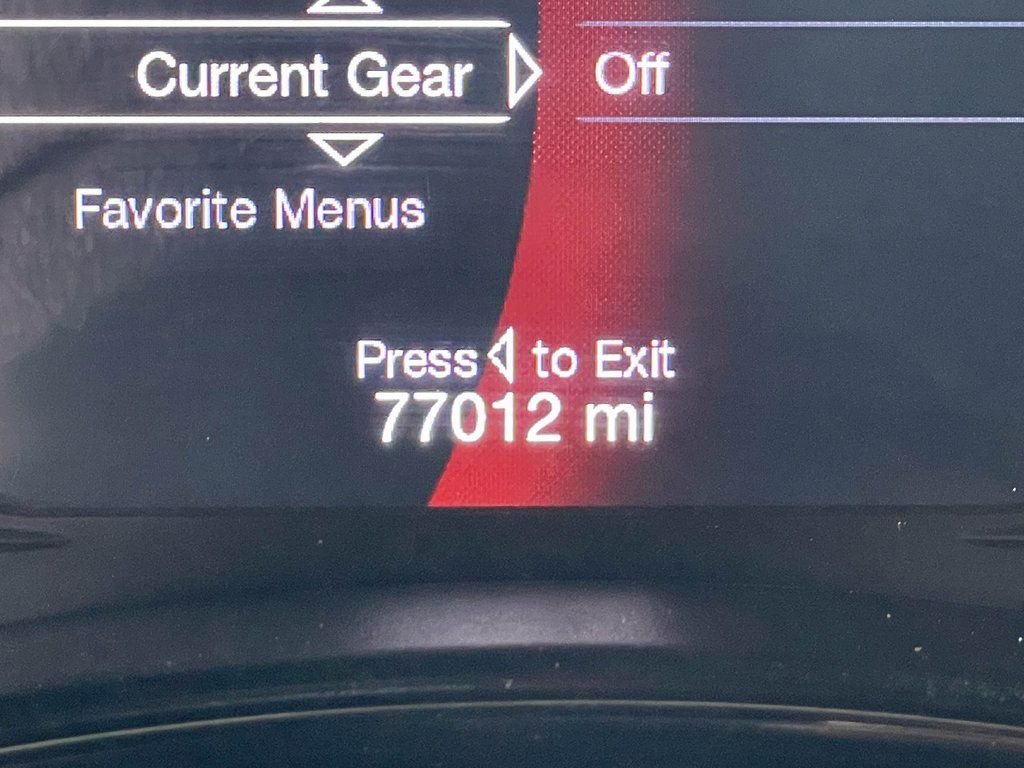 Current Gear Off
Favorite Menus
Press to Exit
77012 mi